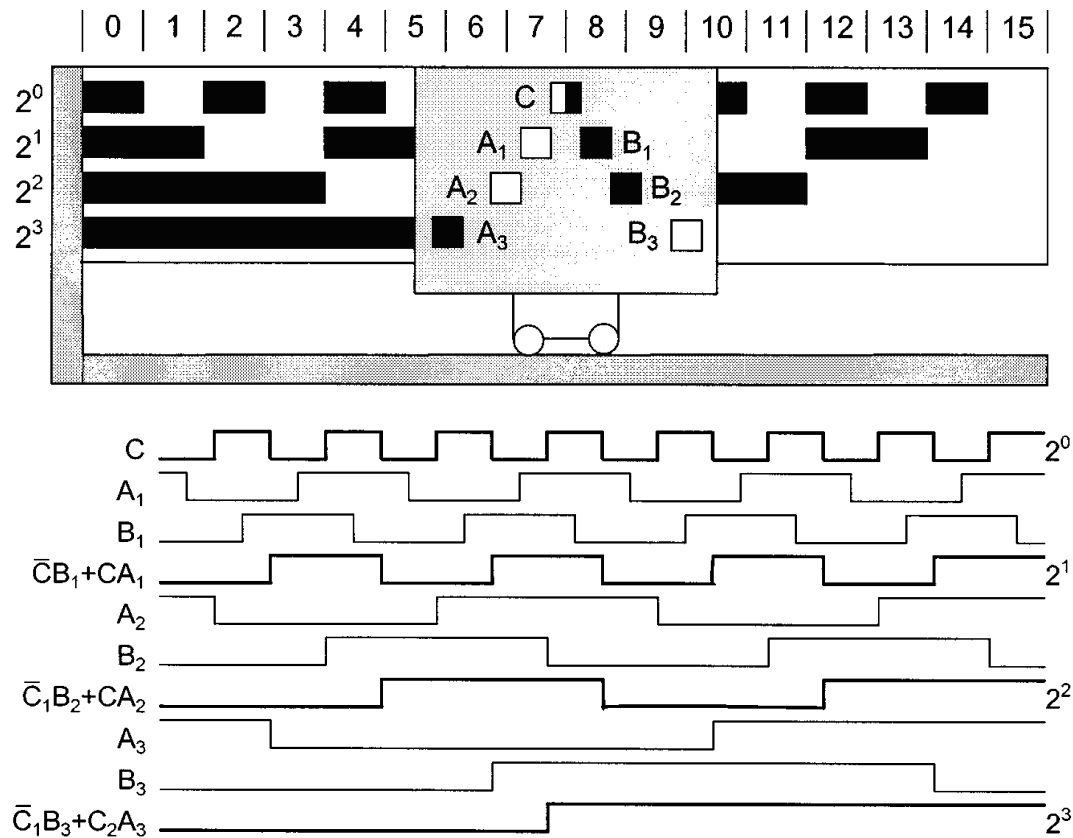 0 1 2 3 4 5 6 7 8 9 10 11 12 13 14 15
2⁰ C
2¹ A₁ B₁
2² A₂ B₂
2³ A₃ B₃
C 2⁰
A₁
B₁
C̅B₁+CA₁ 2¹
A₂
B₂
C̅₁B₂+CA₂ 2²
A₃
B₃
C̅₁B₃+C₂A₃ 2³